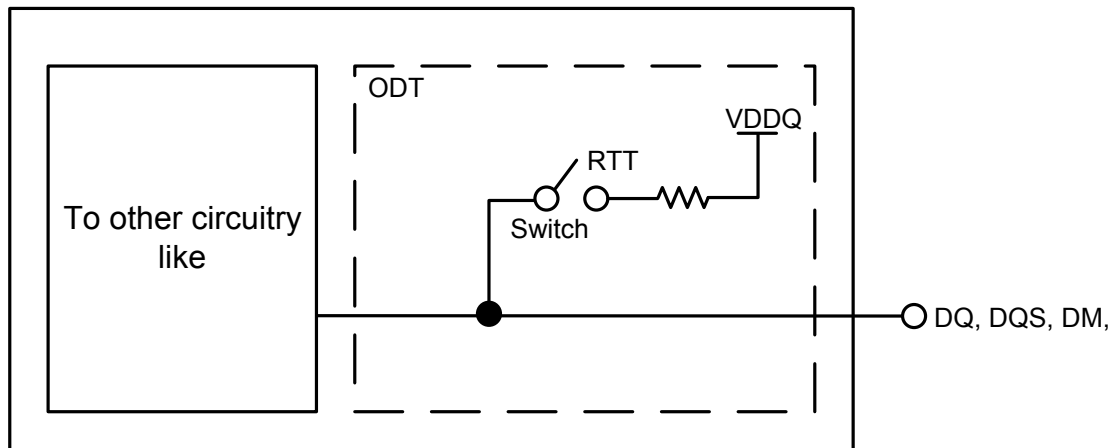 ODT
VDDQ
RTT
Switch
To other circuitry
like
DQ, DQS, DM,